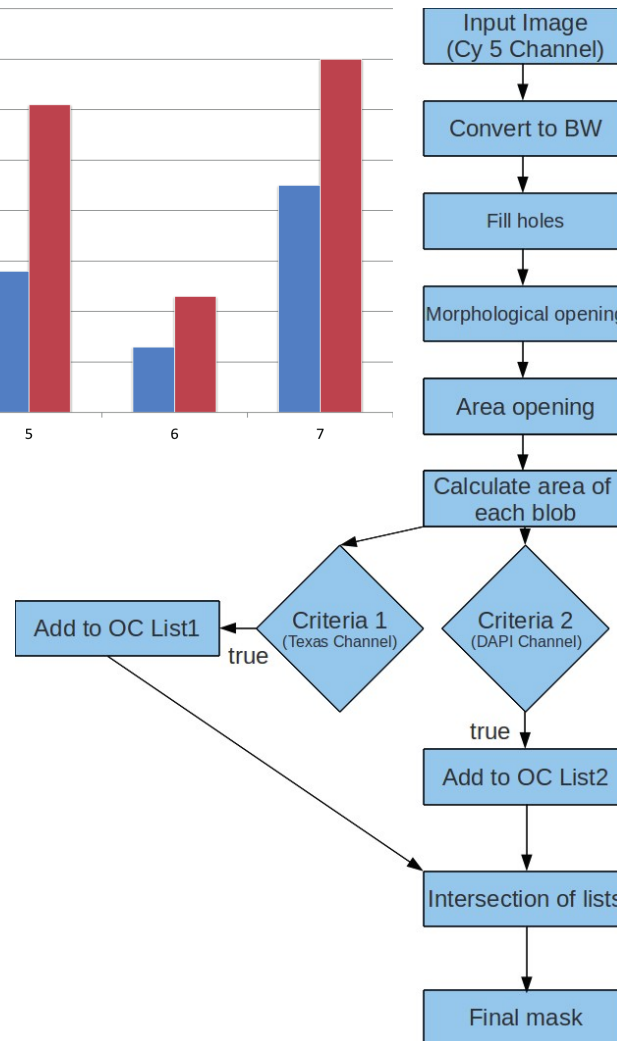 5
6
7
Input Image
(Cy 5 Channel)
Convert to BW
Fill holes
Morphological opening
Area opening
Calculate area of
each blob
Criteria 1
(Texas Channel)
true
Add to OC List1
Criteria 2
(DAPI Channel)
true
Add to OC List2
Intersection of lists
Final mask